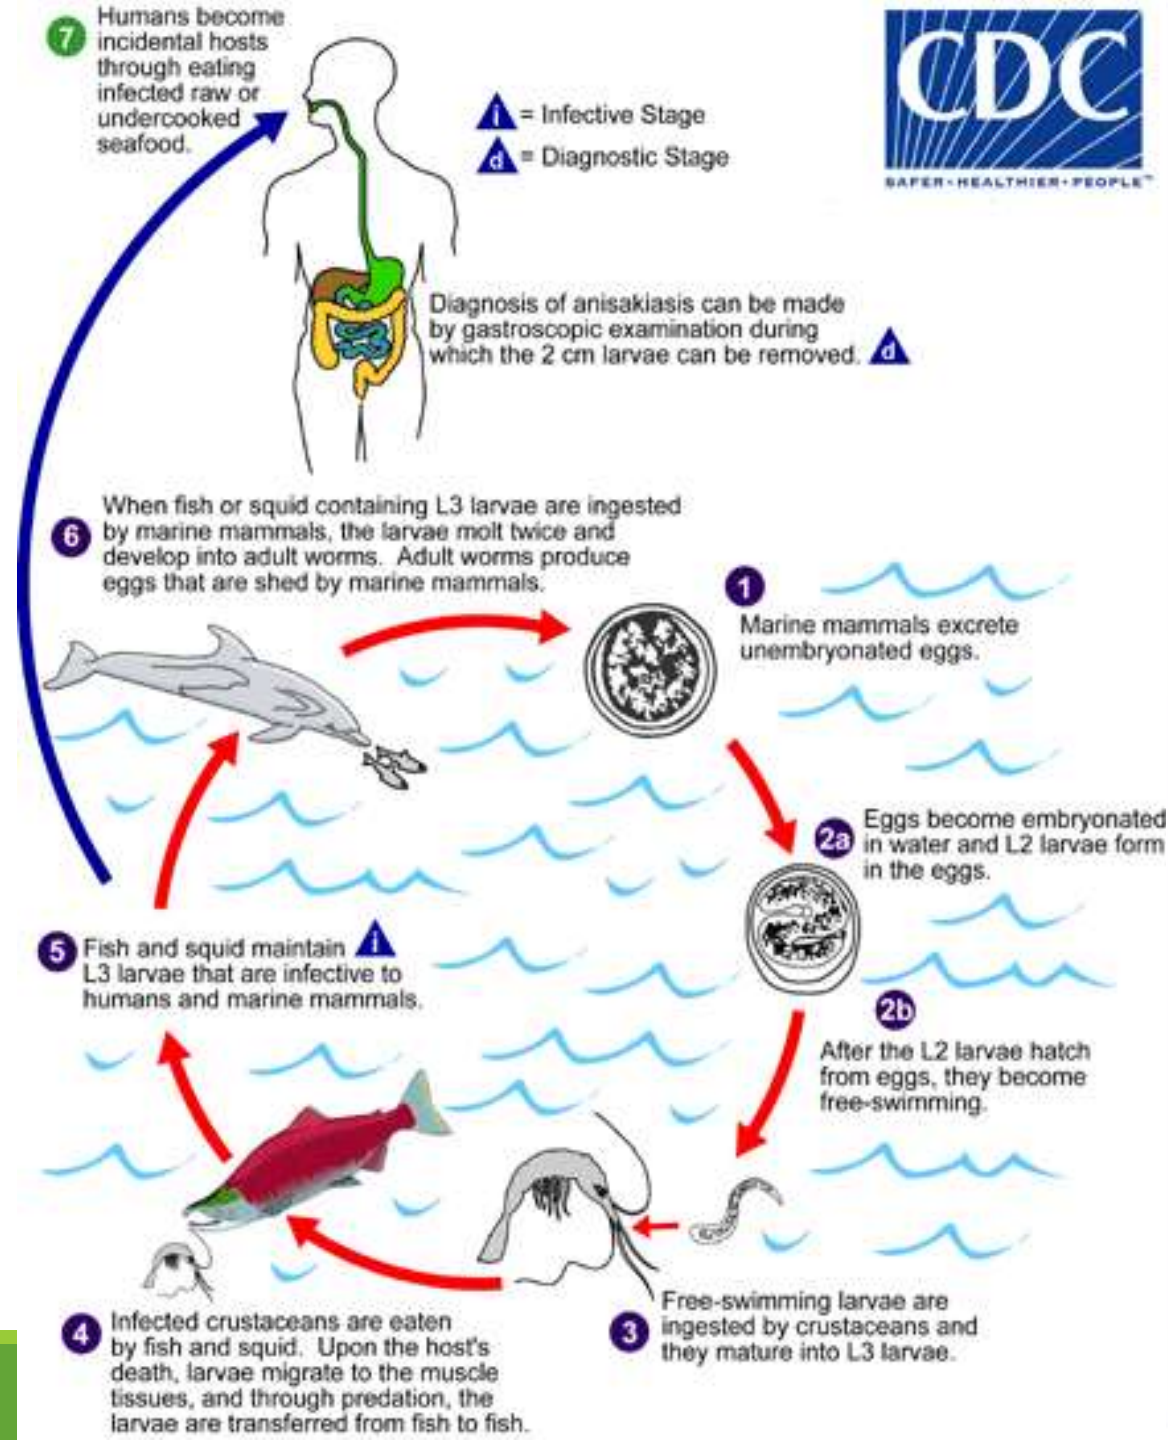 7
Humans become
incidental hosts
through eating
infected raw or
undercooked
seafood.
i = Infective Stage
d = Diagnostic Stage
CDC
SAFER • HEALTHIER • PEOPLE™
Diagnosis of anisakiasis can be made
by gastroscopic examination during
which the 2 cm larvae can be removed. d
6
When fish or squid containing L3 larvae are ingested
by marine mammals, the larvae molt twice and
develop into adult worms. Adult worms produce
eggs that are shed by marine mammals.
1
Marine mammals excrete
unembryonated eggs.
2a
Eggs become embryonated
in water and L2 larvae form
in the eggs.
2b
After the L2 larvae hatch
from eggs, they become
free-swimming.
3
Free-swimming larvae are
ingested by crustaceans and
they mature into L3 larvae.
4
Infected crustaceans are eaten
by fish and squid. Upon the host's
death, larvae migrate to the muscle
tissues, and through predation, the
larvae are transferred from fish to fish.
5
Fish and squid maintain i
L3 larvae that are infective to
humans and marine mammals.